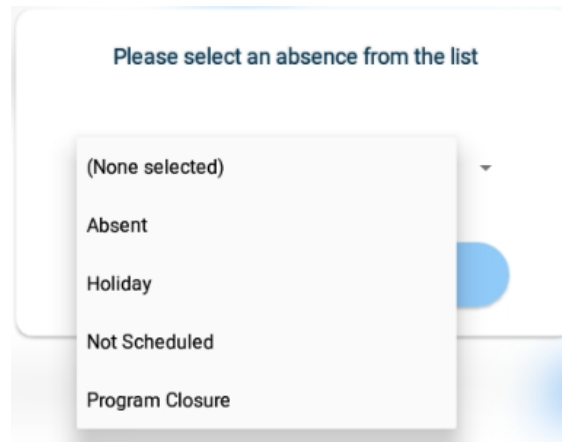 Please select an absence from the list
(None selected)
Absent
Holiday
Not Scheduled
Program Closure